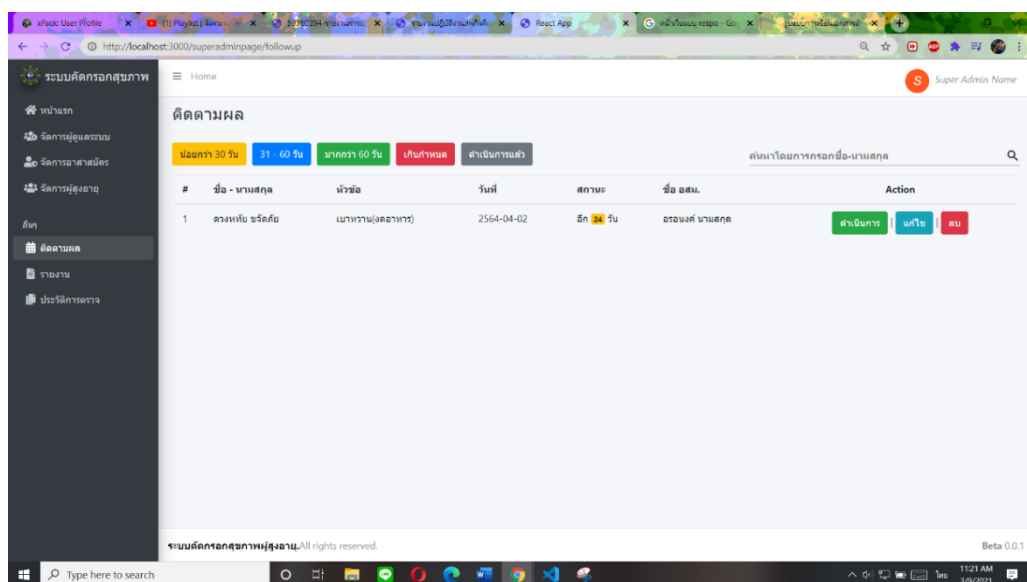 xPack: User Profile
(1) Playlist
React App
http://localhost:3000/superadminpage/followup
ระบบคัดกรอกสุขภาพ
Home
S Super Admin Name
หน้าแรก
จัดการผู้ดูแลระบบ
จัดการอาสาสมัคร
จัดการผู้สูงอายุ
อื่นๆ
ติดตามผล
รายงาน
ประวัติการตรวจ
ติดตามผล
น้อยกว่า 30 วัน 31 - 60 วัน มากกว่า 60 วัน เกินกำหนด ดำเนินการแล้ว
ค้นหาโดยการกรอกชื่อ-นามสกุล
# ชื่อ - นามสกุล หัวข้อ วันที่ สถานะ ชื่อ อสม. Action
1 ดวงหทัย ขจัดภัย เบาหวาน(งดอาหาร) 2564-04-02 อีก 24 วัน อรอนงค์ นามสกุล ดำเนินการ | แก้ไข | ลบ
ระบบคัดกรอกสุขภาพผู้สูงอายุ. All rights reserved.
Beta 0.0.1
Type here to search
ไทย
11:21 AM
3/9/2021